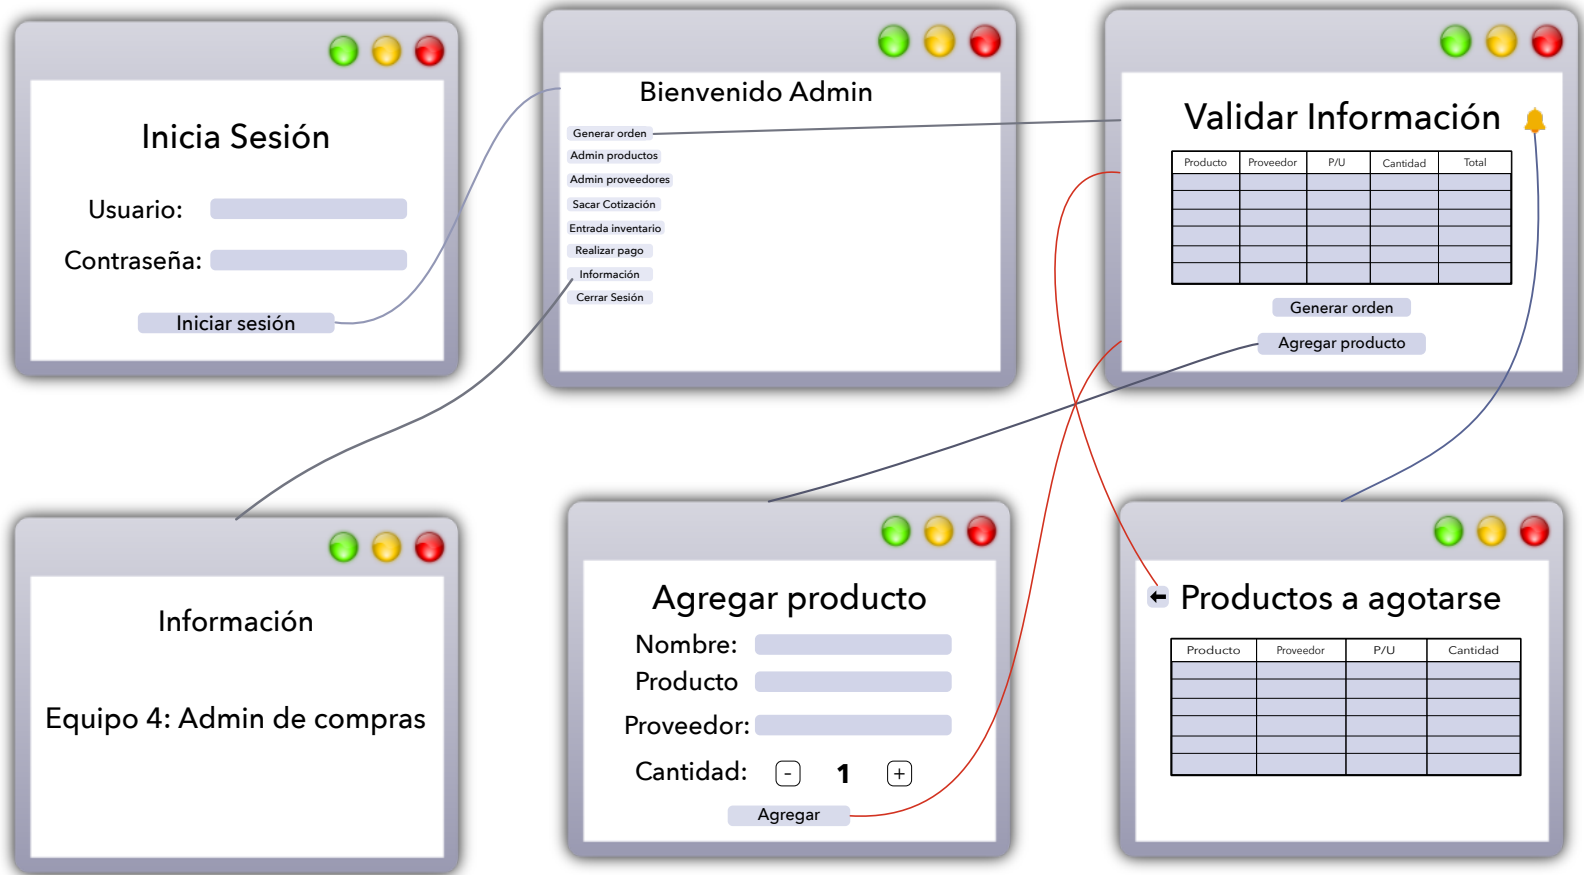 Inicia Sesión
Usuario:
Contraseña:
Iniciar sesión
Bienvenido Admin
Generar orden
Admin productos
Admin proveedores
Sacar Cotización
Entrada inventario
Realizar pago
Información
Cerrar Sesión
Validar Información
Producto Proveedor P/U Cantidad Total
Generar orden
Agregar producto
Información
Equipo 4: Admin de compras
Agregar producto
Nombre:
Producto
Proveedor:
Cantidad: - 1 +
Agregar
Productos a agotarse
Producto Proveedor P/U Cantidad